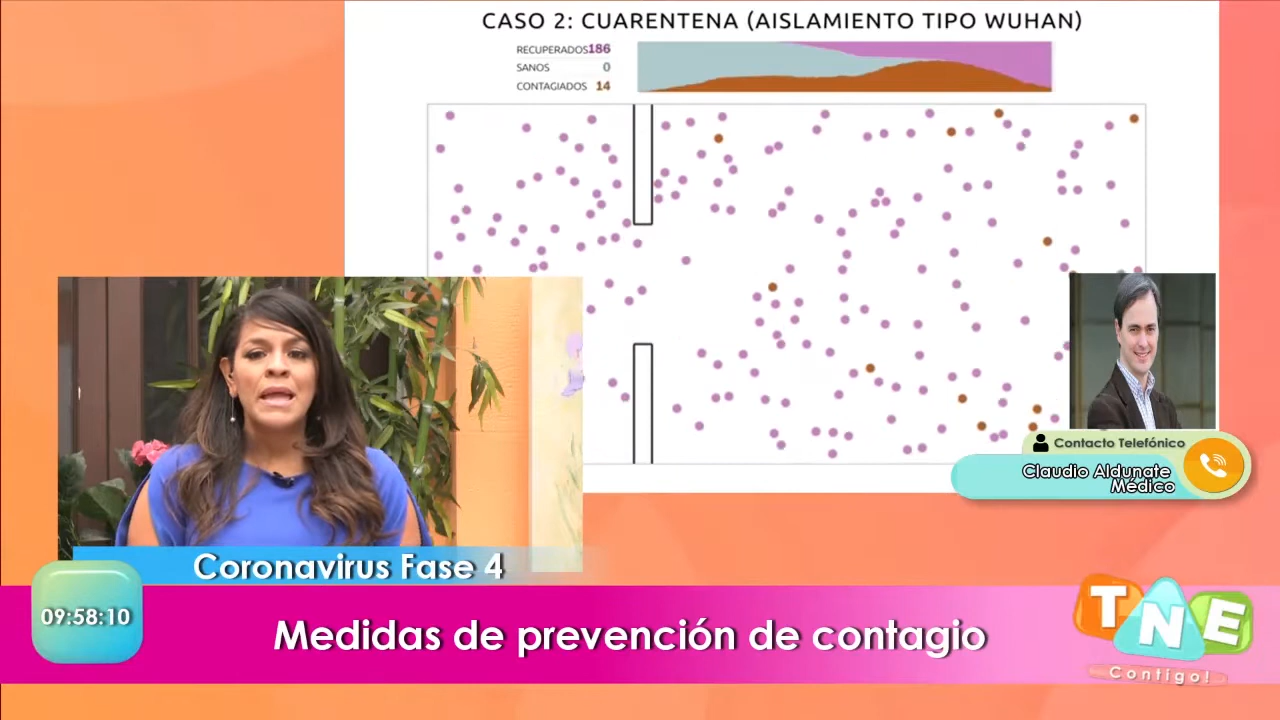 CASO 2: CUARENTENA (AISLAMIENTO TIPO WUHAN)
RECUPERADOS 186
SANOS 0
CONTAGIADOS 14
Contacto Telefónico
Claudio Aldunate
Médico
Coronavirus Fase 4
09:58:10
Medidas de prevención de contagio
TNE
Contigo!